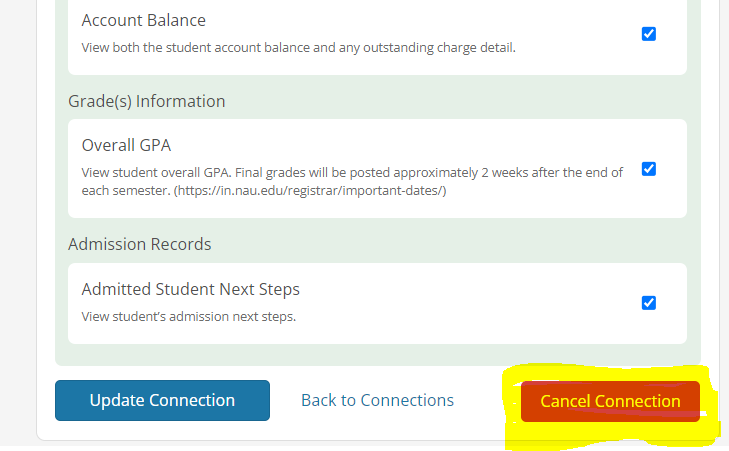 Account Balance
View both the student account balance and any outstanding charge detail.
Grade(s) Information
Overall GPA
View student overall GPA. Final grades will be posted approximately 2 weeks after the end of
each semester. (https://in.nau.edu/registrar/important-dates/)
Admission Records
Admitted Student Next Steps
View student’s admission next steps.
Update Connection
Back to Connections
Cancel Connection